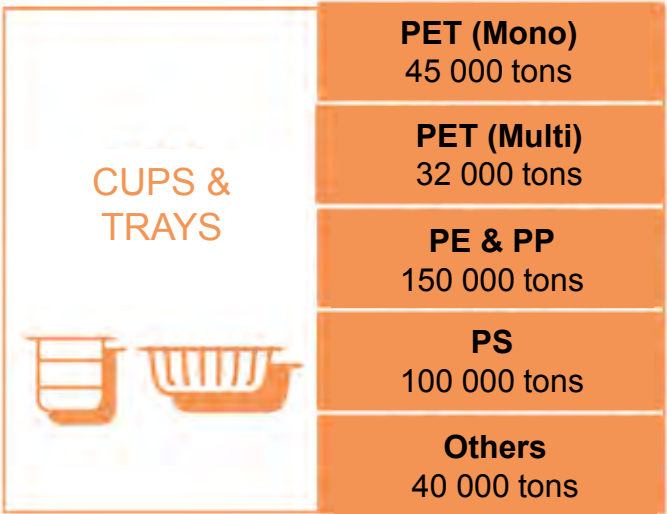 CUPS &
TRAYS
PET (Mono)
45 000 tons
PET (Multi)
32 000 tons
PE & PP
150 000 tons
PS
100 000 tons
Others
40 000 tons